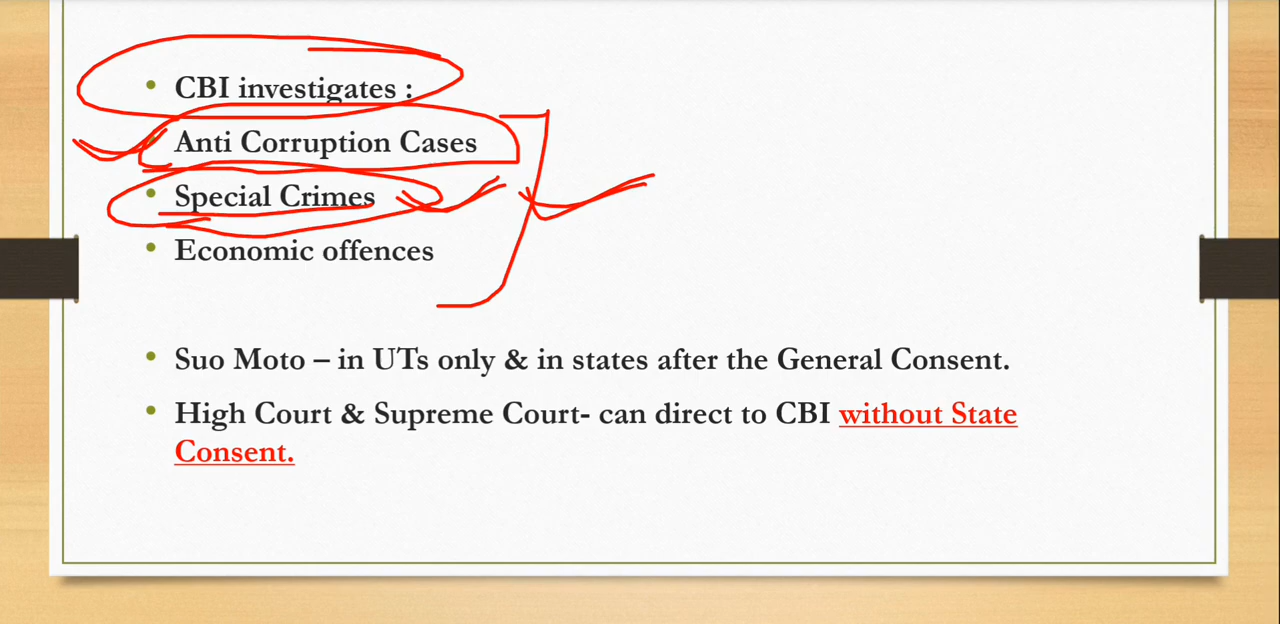 • CBI investigates :
Anti Corruption Cases
• Special Crimes
• Economic offences
• Suo Moto – in UTs only & in states after the General Consent.
• High Court & Supreme Court- can direct to CBI without State
Consent.